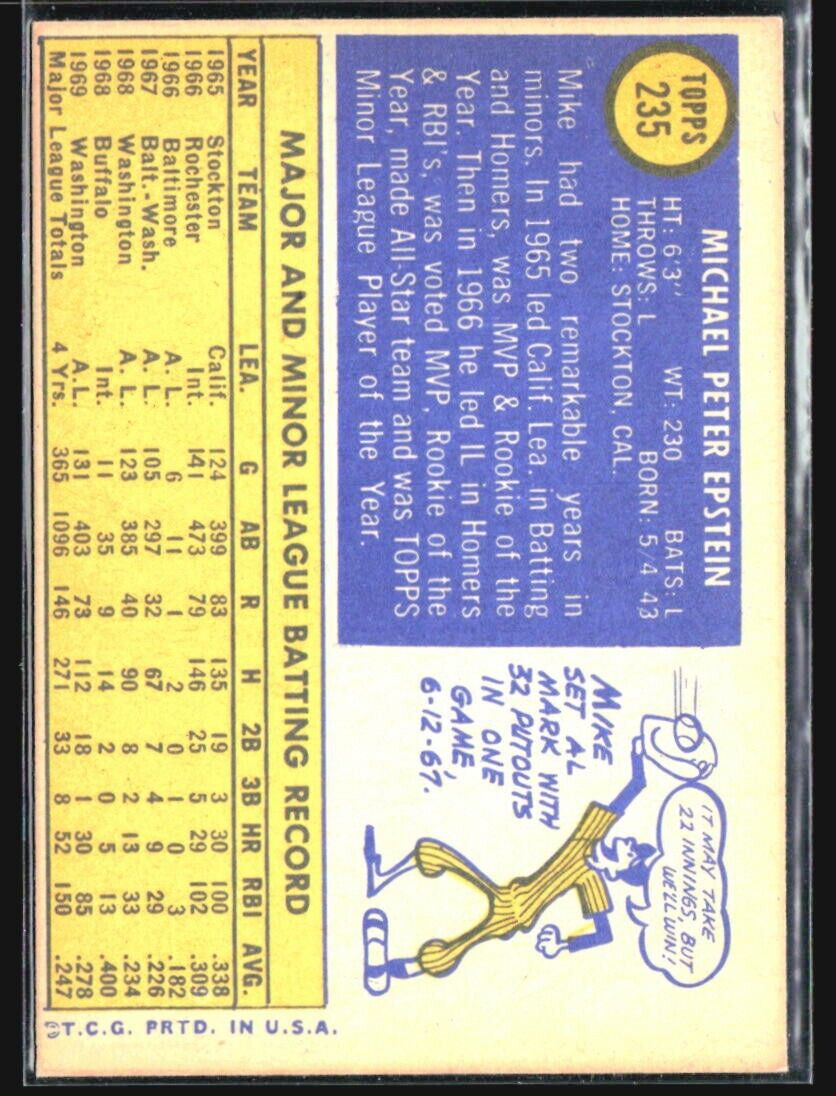 TOPPS
235
MICHAEL PETER EPSTEIN
HT: 6'3" WT: 230 BATS: L
THROWS: L BORN: 5/4 43
HOME: STOCKTON, CAL.
Mike had two remarkable years in
minors. In 1965 led Calif. Lea. in Batting
and Homers, was MVP & Rookie of the
Year. Then in 1966 he led IL in Homers
& RBI's, was voted MVP, Rookie of the
Year, made All-Star team and was TOPPS
Minor League Player of the Year.
IT MAY TAKE
22 INNINGS, BUT
WE'LL WIN!
MIKE
SET AL
MARK WITH
32 PUTOUTS
IN ONE
GAME,
6-12-67.
MAJOR AND MINOR LEAGUE BATTING RECORD
YEAR TEAM LEA. G AB R H 2B 3B HR RBI AVG.
1965 Stockton Calif. 124 399 83 135 19 3 30 100 .338
1966 Rochester Int. 141 473 79 146 25 5 29 102 .309
1966 Baltimore A. L. 6 11 1 2 0 1 0 3 .182
1967 Balt.-Wash. A. L. 105 297 32 67 7 4 9 29 .226
1968 Washington A. L. 123 385 40 90 8 2 13 33 .234
1968 Buffalo Int. 11 35 9 14 2 0 5 13 .400
1969 Washington A.L. 131 403 73 112 18 1 30 85 .278
Major League Totals 4 Yrs. 365 1096 146 271 33 8 52 150 .247
©T.C.G. PRTD. IN U.S.A.